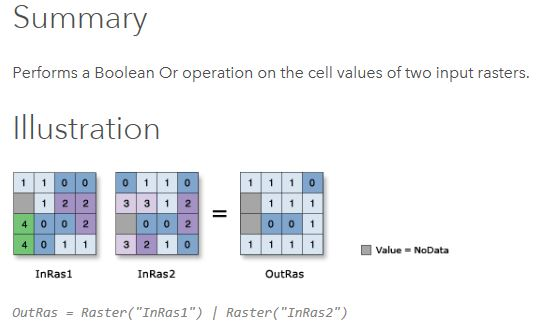 Summary
Performs a Boolean Or operation on the cell values of two input rasters.
Illustration
1 1 0 0 0 1 1 0 1 1 1 0
1 2 2 3 3 1 2 = 1 1 1
4 0 0 2 0 0 2 0 0 1
4 0 1 1 3 2 1 0 1 1 1 1
Value = NoData
InRas1 InRas2 OutRas
OutRas = Raster("InRas1") | Raster("InRas2")